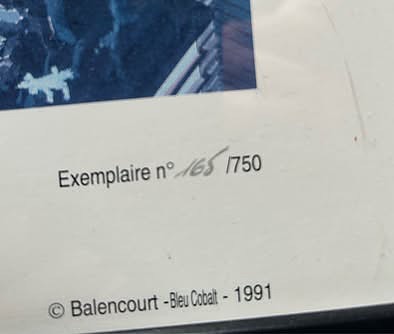 Exemplaire n° 165 /750
© Balencourt - Bleu Cobalt - 1991